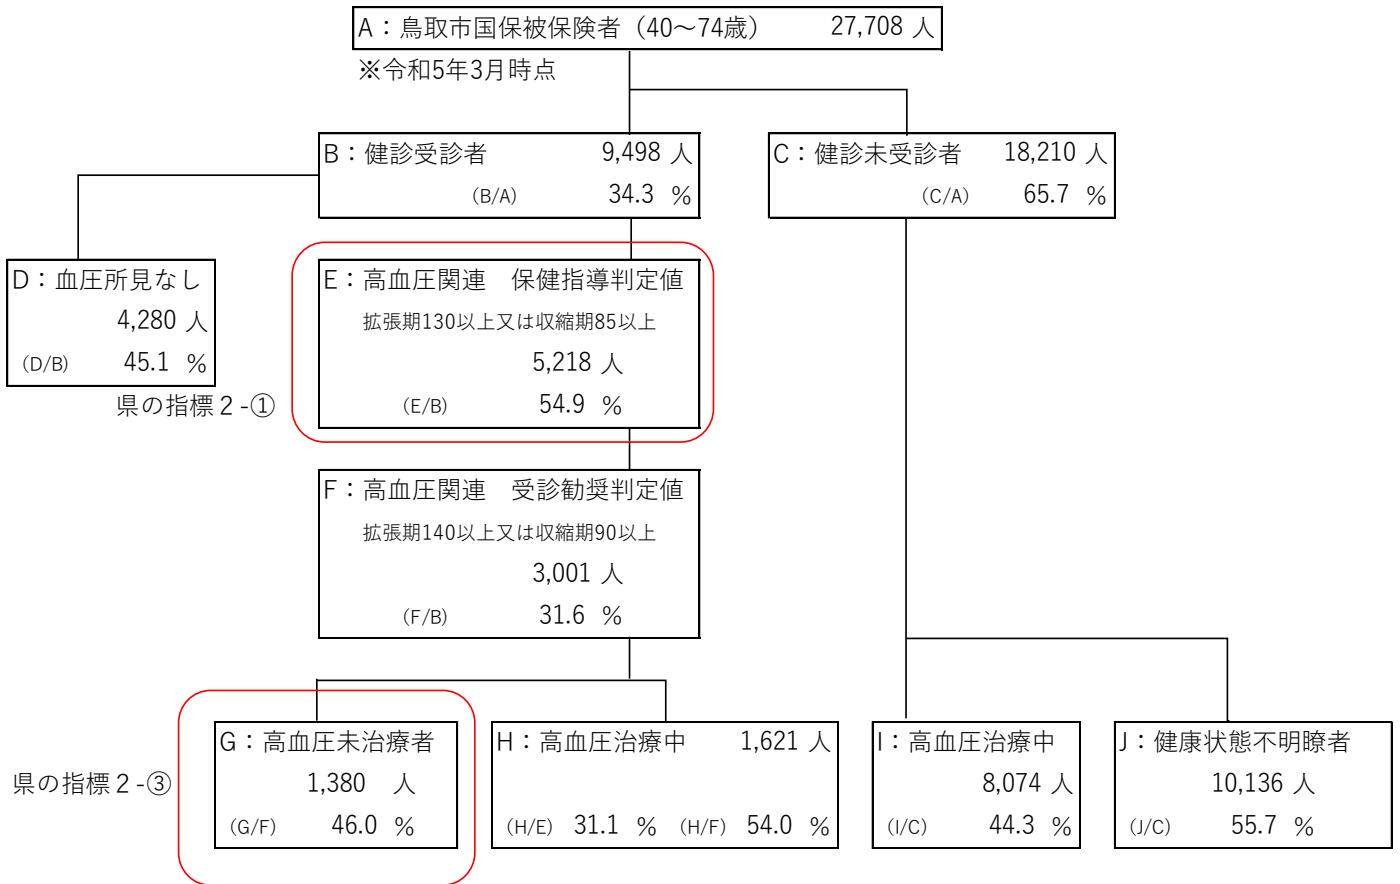 A：鳥取市国保被保険者（40～74歳） 27,708 人
※令和5年3月時点
B：健診受診者 9,498 人
(B/A) 34.3 %
C：健診未受診者 18,210 人
(C/A) 65.7 %
D：血圧所見なし
4,280 人
(D/B) 45.1 %
県の指標２-①
E：高血圧関連　保健指導判定値
拡張期130以上又は収縮期85以上
5,218 人
(E/B) 54.9 %
F：高血圧関連　受診勧奨判定値
拡張期140以上又は収縮期90以上
3,001 人
(F/B) 31.6 %
県の指標２-③
G：高血圧未治療者
1,380 人
(G/F) 46.0 %
H：高血圧治療中 1,621 人
(H/E) 31.1 % (H/F) 54.0 %
I：高血圧治療中
8,074 人
(I/C) 44.3 %
J：健康状態不明瞭者
10,136 人
(J/C) 55.7 %